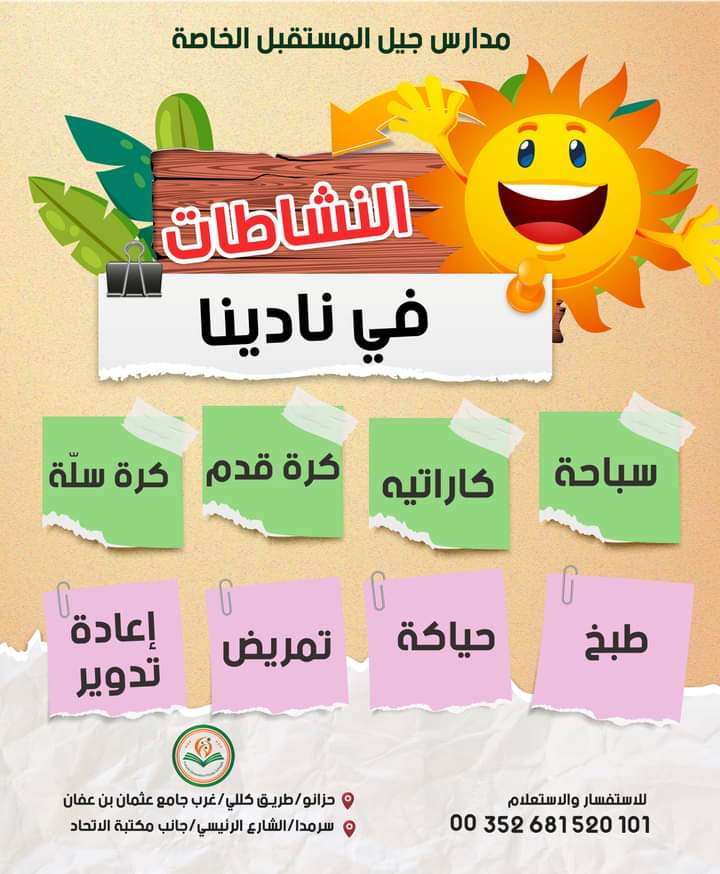 مدارس جيل المستقبل الخاصة
النشاطات
في نادينا
سباحة
كاراتيه
كرة قدم
كرة سلّة
طبخ
حياكة
تمريض
إعادة
تدوير
للاستفسار والاستعلام
00 352 681 520 101
حزانو/طريق كللي/غرب جامع عثمان بن عفان
سرمدا/الشارع الرئيسي/جانب مكتبة الاتحاد